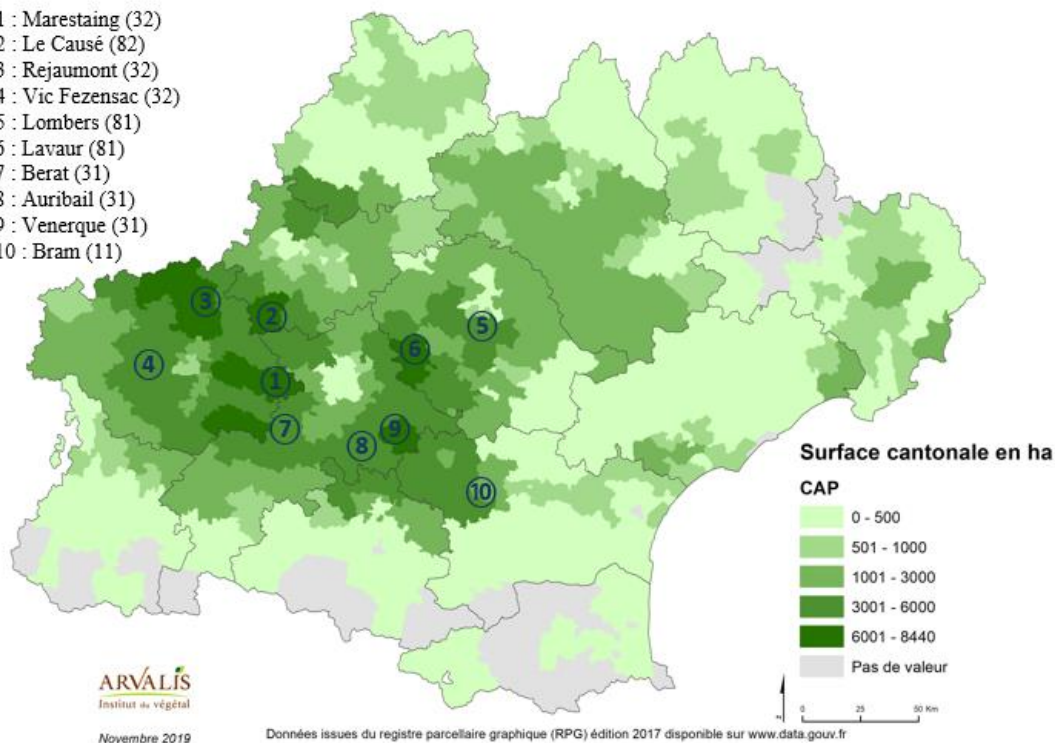 1 : Marestaing (32)
2 : Le Causé (82)
3 : Rejaumont (32)
4 : Vic Fezensac (32)
5 : Lombers (81)
6 : Lavaur (81)
7 : Berat (31)
8 : Auribail (31)
9 : Venerque (31)
10 : Bram (11)
3
2
5
6
4
1
7
9
8
10
Surface cantonale en ha
CAP
0 - 500
501 - 1000
1001 - 3000
3001 - 6000
6001 - 8440
Pas de valeur
0 25 50 Km
ARVALIS
Institut du végétal
Novembre 2019
Données issues du registre parcellaire graphique (RPG) édition 2017 disponible sur www.data.gouv.fr